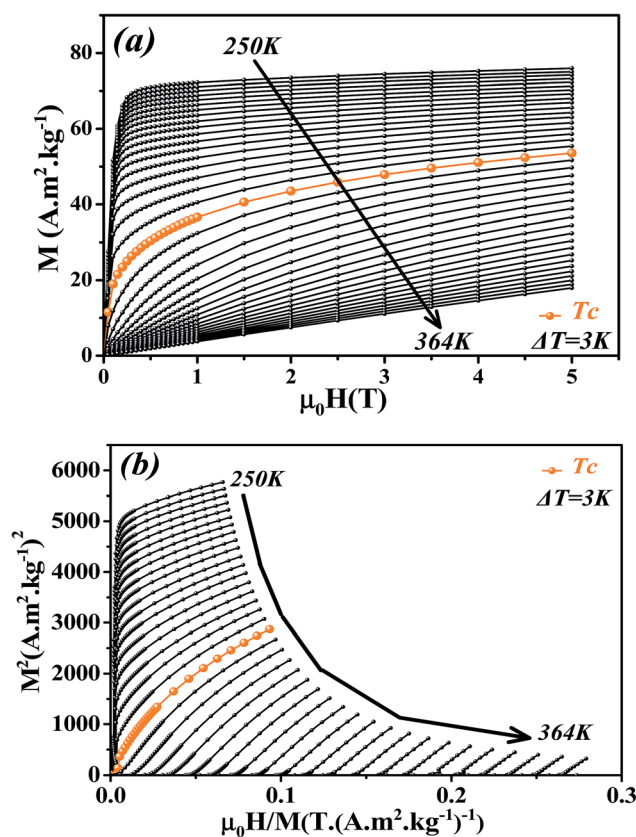 (a)
250K
M (A.m².kg⁻¹)
80
60
40
20
0
364K
Tc
ΔT=3K
0 1 2 3 4 5
μ₀H(T)
(b)
250K
Tc
ΔT=3K
M²(A.m².kg⁻¹)²
6000
5000
4000
3000
2000
1000
0
364K
0.1 0.2 0.3
μ₀H/M(T.(A.m².kg⁻¹)⁻¹)